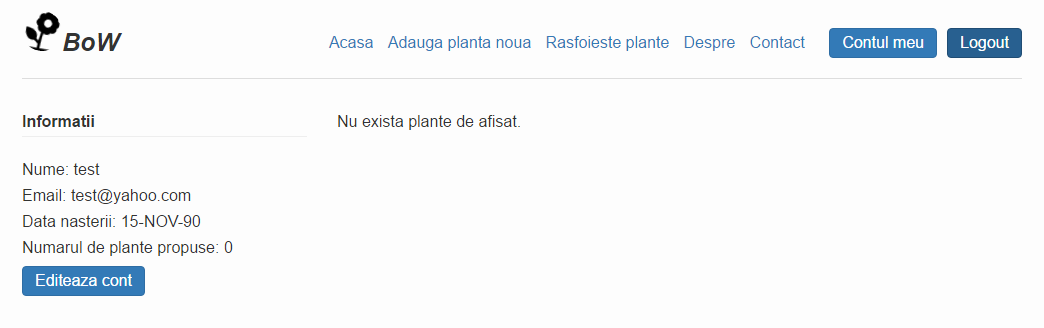 BoW
Acasa Adauga planta noua Rasfoieste plante Despre Contact Contul meu Logout
Informatii
Nume: test
Email: test@yahoo.com
Data nasterii: 15-NOV-90
Numarul de plante propuse: 0
Editeaza cont
Nu exista plante de afisat.